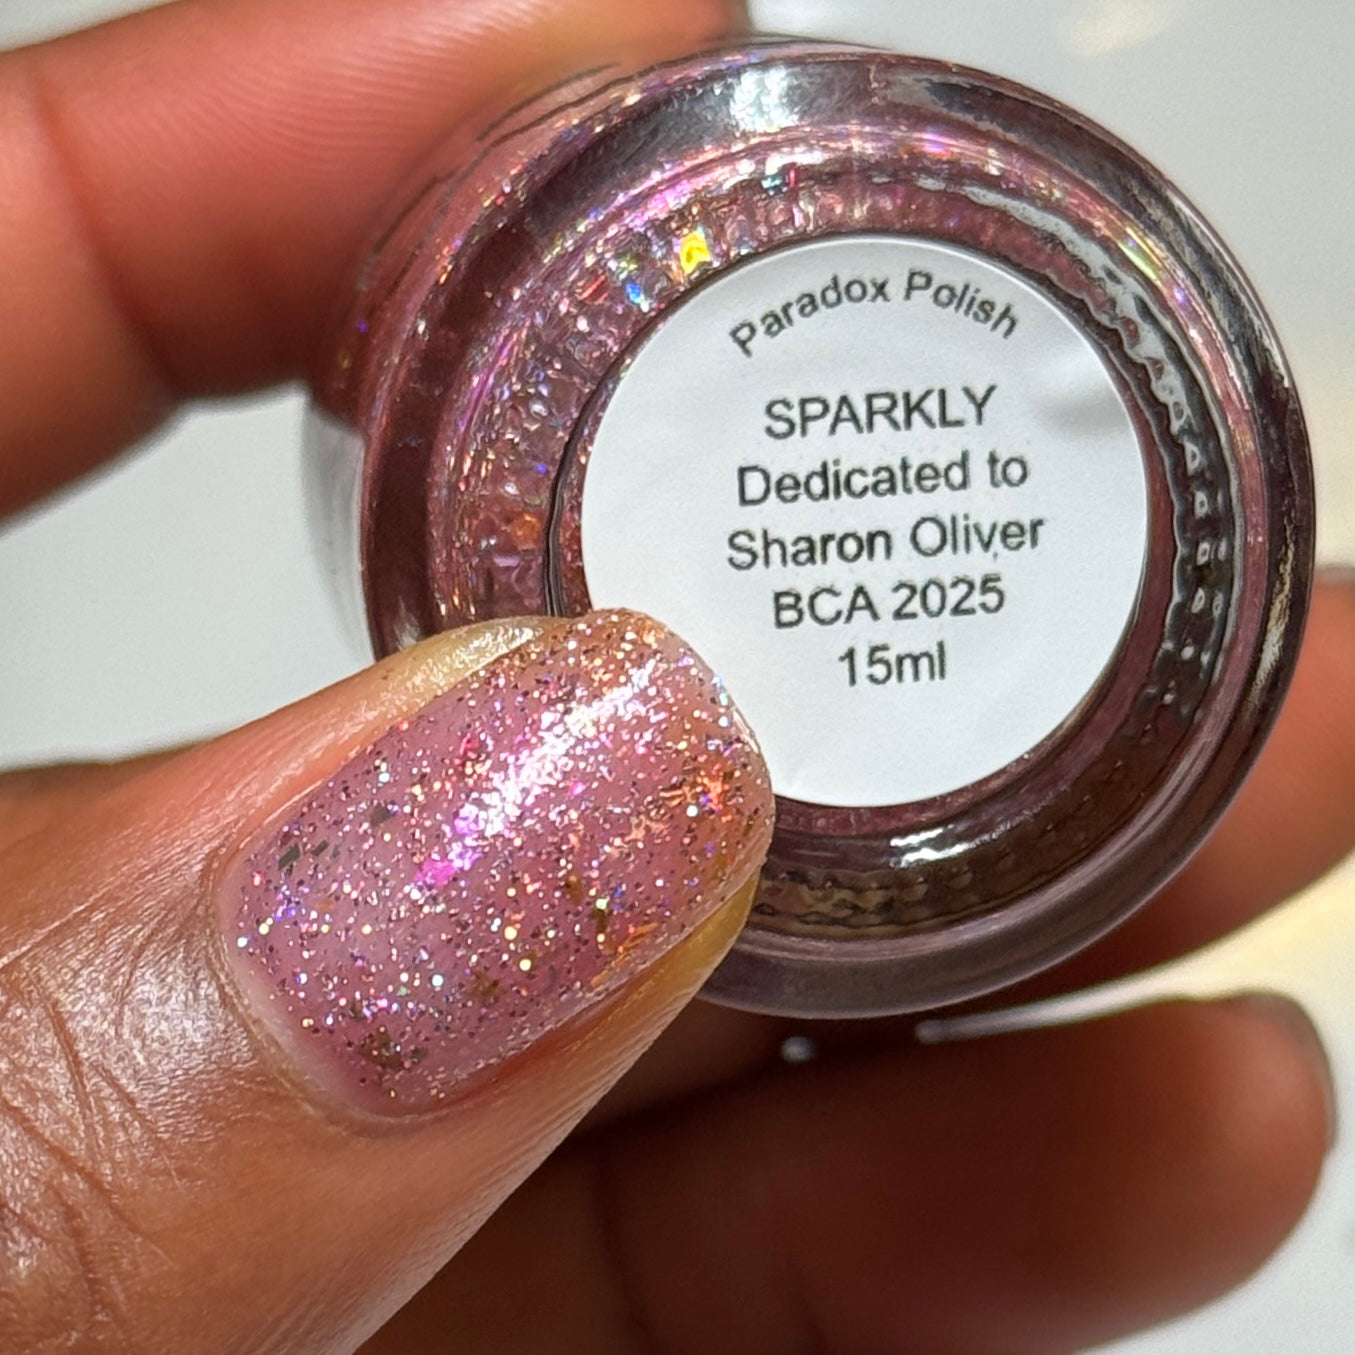 Paradox Polish
SPARKLY
Dedicated to
Sharon Oliver
BCA 2025
15ml